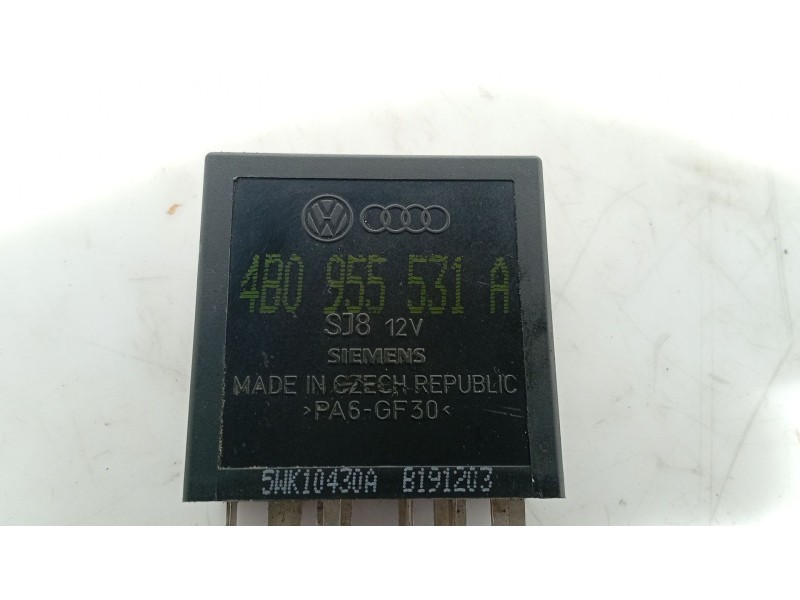 4B0 955 531 A
SJ8 12V
SIEMENS
MADE IN CZECH REPUBLIC
>PA6-GF30<
5WK10430A B191203